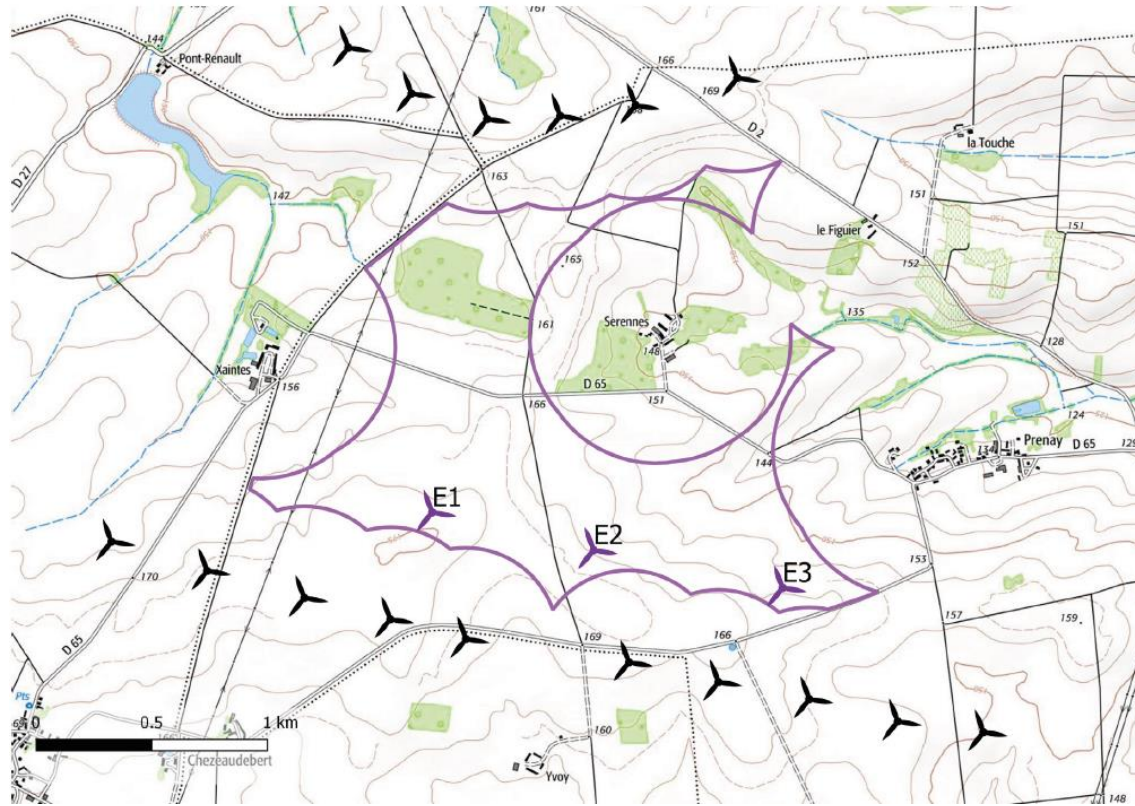 144
161
Pont-Renault
166
169
D 2
la Touche
D 27
163
147
151
151
le Figuier
152
165
135
Serennes
161
148
128
Xaintes
156
D 65
166
151
124
Prenay
134
D 65
129
144
E1
E2
E3
170
153
157
159
169
166
D 65
Pts
0
0.5
1 km
160
Chezeaudebert
Yvoy
148